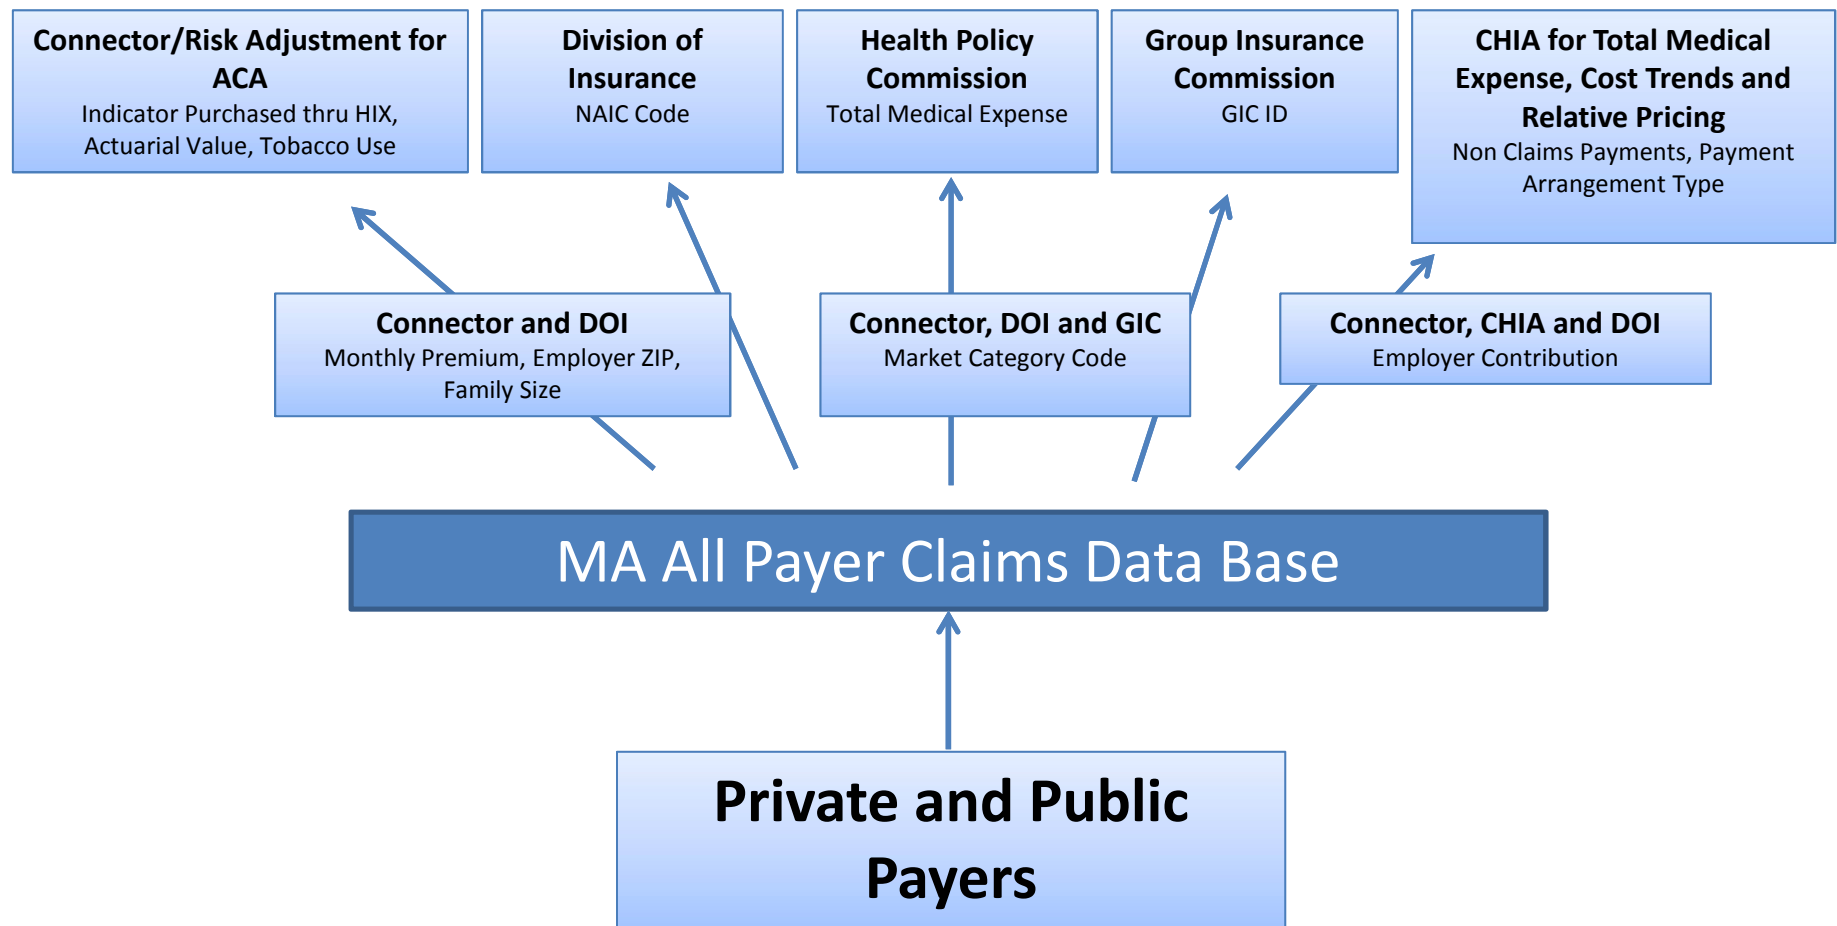 Connector/Risk Adjustment for
ACA
Indicator Purchased thru HIX,
Actuarial Value, Tobacco Use
Division of
Insurance
NAIC Code
Health Policy
Commission
Total Medical Expense
Group Insurance
Commission
GIC ID
CHIA for Total Medical
Expense, Cost Trends and
Relative Pricing
Non Claims Payments, Payment
Arrangement Type
Connector and DOI
Monthly Premium, Employer ZIP,
Family Size
Connector, DOI and GIC
Market Category Code
Connector, CHIA and DOI
Employer Contribution
MA All Payer Claims Data Base
Private and Public
Payers